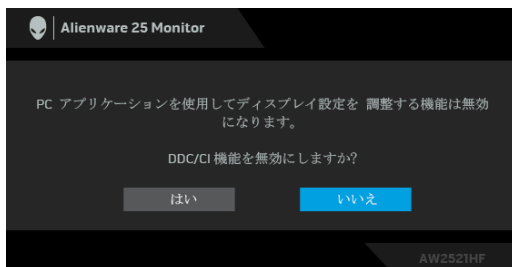 Alienware 25 Monitor
PC アプリケーションを使用してディスプレイ設定を 調整する機能は無効
になります。
DDC/CI 機能を無効にしますか?
はい
いいえ
AW2521HF